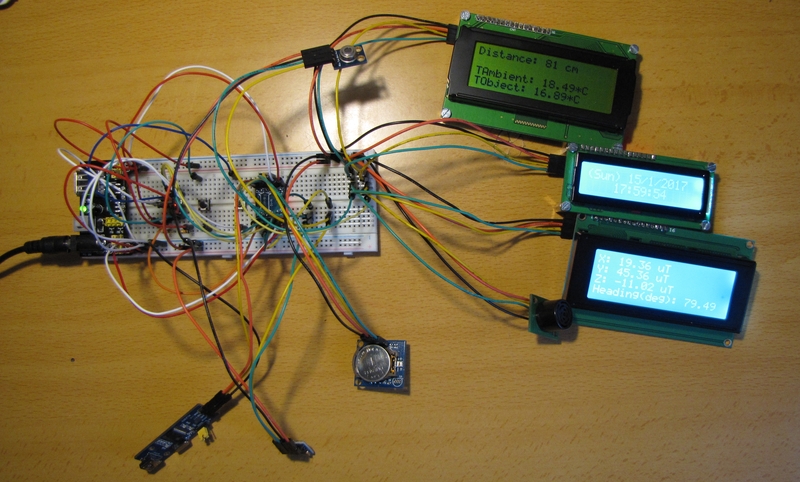 Distance: 81 cm
TAmbient: 18.49*C
TObject: 16.89*C
(Sun) 15/1/2017
17:59:54
X: 19.36 uT
Y: 45.36 uT
Z: -11.02 uT
Heading(deg): 79.49